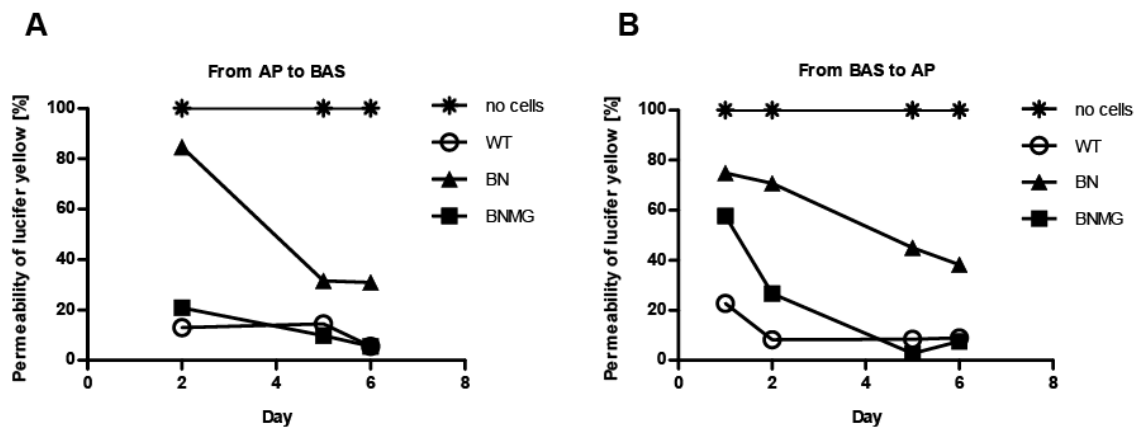 A
From AP to BAS
Permeability of lucifer yellow [%]
100
80
60
40
20
0
0 2 4 6 8
Day
no cells
WT
BN
BNMG
B
From BAS to AP
Permeability of lucifer yellow [%]
100
80
60
40
20
0
0 2 4 6 8
Day
no cells
WT
BN
BNMG